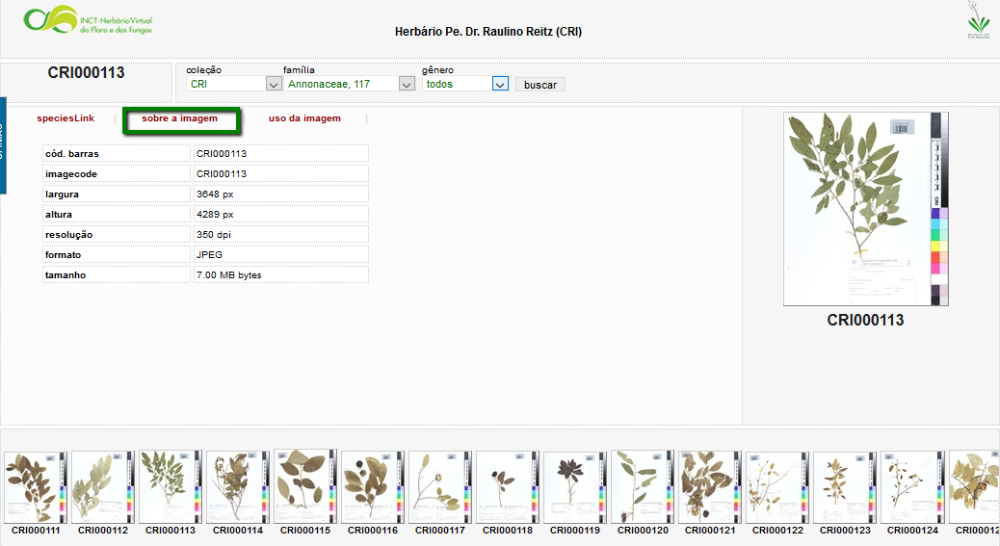 INCT-Herbário Virtual
da Flora e dos Fungos
Herbário Pe. Dr. Raulino Reitz (CRI)
CRI000113
coleção família gênero
CRI Annonaceae, 117 todos buscar
speciesLink | sobre a imagem | uso da imagem |
cód. barras CRI000113
imagecode CRI000113
largura 3648 px
altura 4289 px
resolução 350 dpi
formato JPEG
tamanho 7.00 MB bytes
CRI
CRI000113
CRI000111 CRI000112 CRI000113 CRI000114 CRI000115 CRI000116 CRI000117 CRI000118 CRI000119 CRI000120 CRI000121 CRI000122 CRI000123 CRI000124 CRI00012